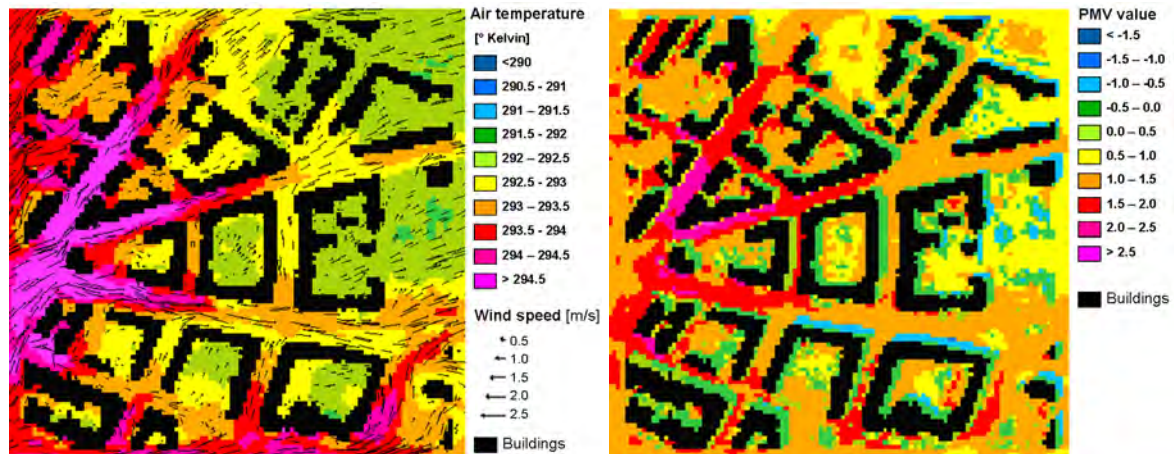 Air temperature
[° Kelvin]
<290
290.5 - 291
291 – 291.5
291.5 - 292
292 – 292.5
292.5 - 293
293 – 293.5
293.5 - 294
294 – 294.5
> 294.5
Wind speed [m/s]
0.5
1.0
1.5
2.0
2.5
Buildings
PMV value
< -1.5
-1.5 – -1.0
-1.0 – -0.5
-0.5 – 0.0
0.0 – 0.5
0.5 – 1.0
1.0 – 1.5
1.5 – 2.0
2.0 – 2.5
> 2.5
Buildings